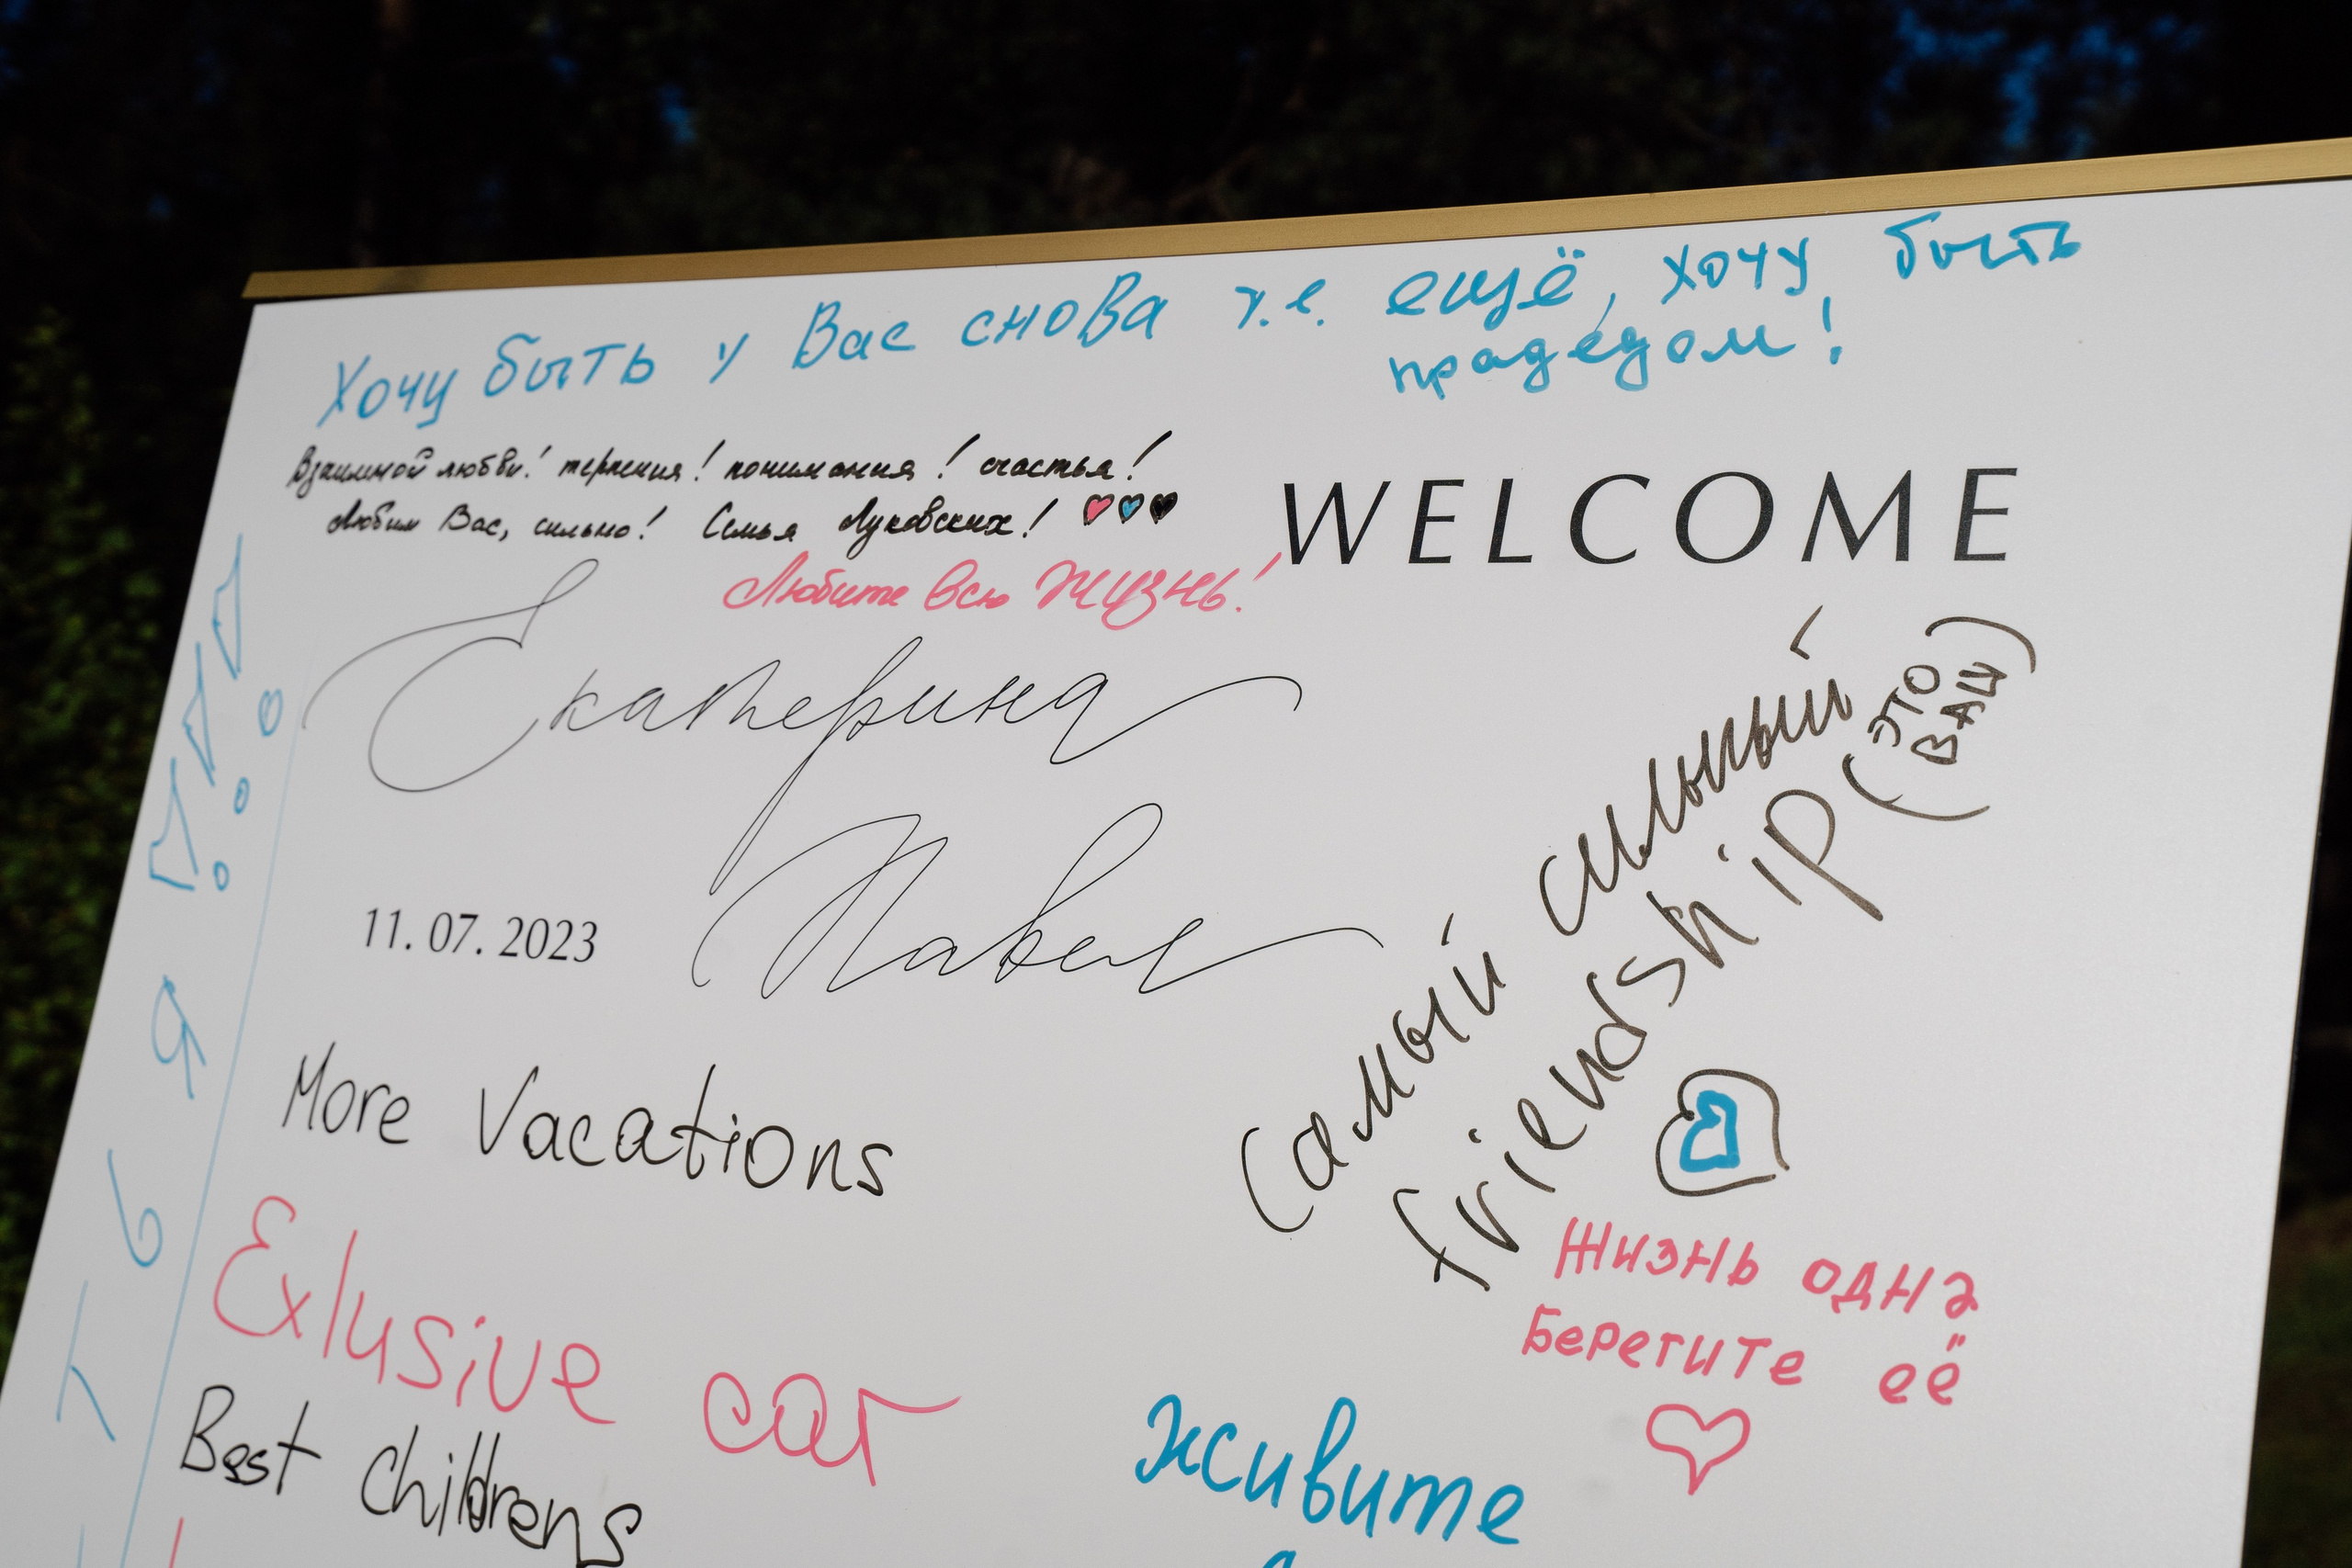 Хочу быть у Вас снова т.е. ещё, хочу быть
прадедом!
Взаимной любви! терпения! понимания! счастья!
Любим Вас, сильно! Семья Луковских!
WELCOME
Любите всю жизнь!
Екатерина
Павел
11.07.2023
самый сильный
friendship (это
ваш)
More Vacations
Exlusive car
Best Childrens
Жизнь одна
Берегите её
живите